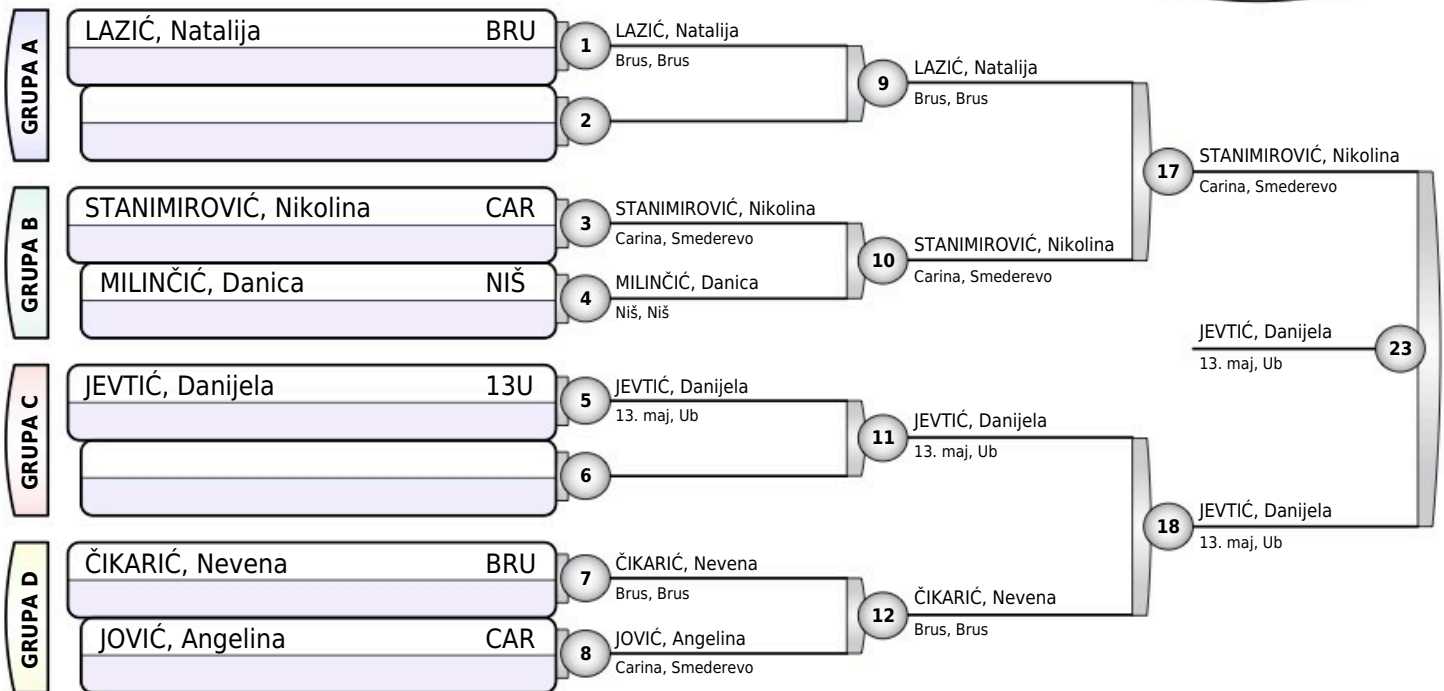 GRUPA A
LAZIĆ, Natalija BRU
1
2
GRUPA B
STANIMIROVIĆ, Nikolina CAR
3
MILINČIĆ, Danica NIŠ
4
GRUPA C
JEVTIĆ, Danijela 13U
5
6
GRUPA D
ČIKARIĆ, Nevena BRU
7
JOVIĆ, Angelina CAR
8
LAZIĆ, Natalija
Brus, Brus
STANIMIROVIĆ, Nikolina
Carina, Smederevo
MILINČIĆ, Danica
Niš, Niš
JEVTIĆ, Danijela
13. maj, Ub
ČIKARIĆ, Nevena
Brus, Brus
JOVIĆ, Angelina
Carina, Smederevo
9
LAZIĆ, Natalija
Brus, Brus
10
STANIMIROVIĆ, Nikolina
Carina, Smederevo
11
JEVTIĆ, Danijela
13. maj, Ub
12
ČIKARIĆ, Nevena
Brus, Brus
17
STANIMIROVIĆ, Nikolina
Carina, Smederevo
18
JEVTIĆ, Danijela
13. maj, Ub
JEVTIĆ, Danijela
13. maj, Ub
23